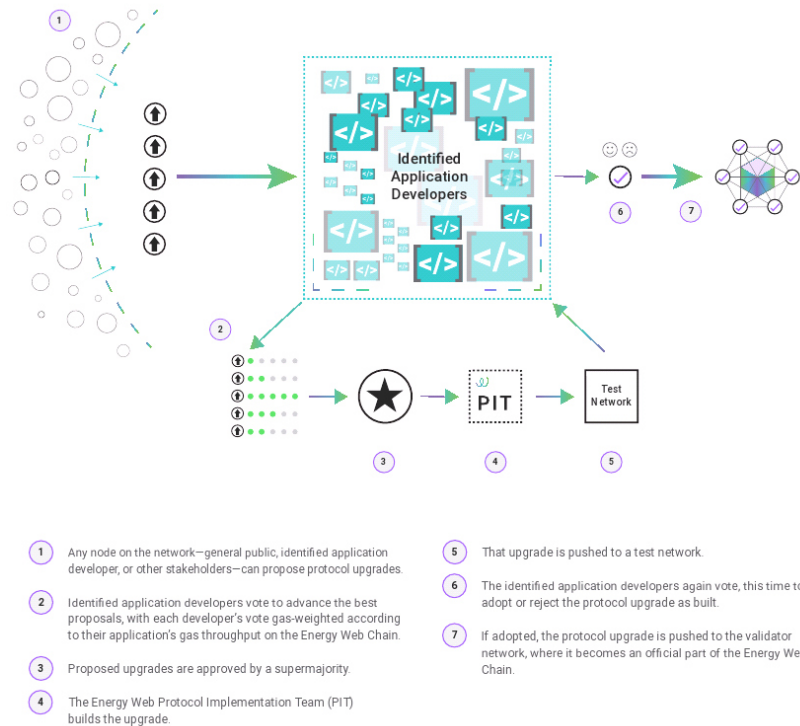 1
</>
Identified
Application
Developers
6
7
2
PIT
Test
Network
3
4
5
1 Any node on the network—general public, identified application
developer, or other stakeholders—can propose protocol upgrades.
2 Identified application developers vote to advance the best
proposals, with each developer's vote gas-weighted according
to their application's gas throughput on the Energy Web Chain.
3 Proposed upgrades are approved by a supermajority.
4 The Energy Web Protocol Implementation Team (PIT)
builds the upgrade.
5 That upgrade is pushed to a test network.
6 The identified application developers again vote, this time to
adopt or reject the protocol upgrade as built.
7 If adopted, the protocol upgrade is pushed to the validator
network, where it becomes an official part of the Energy We
Chain.